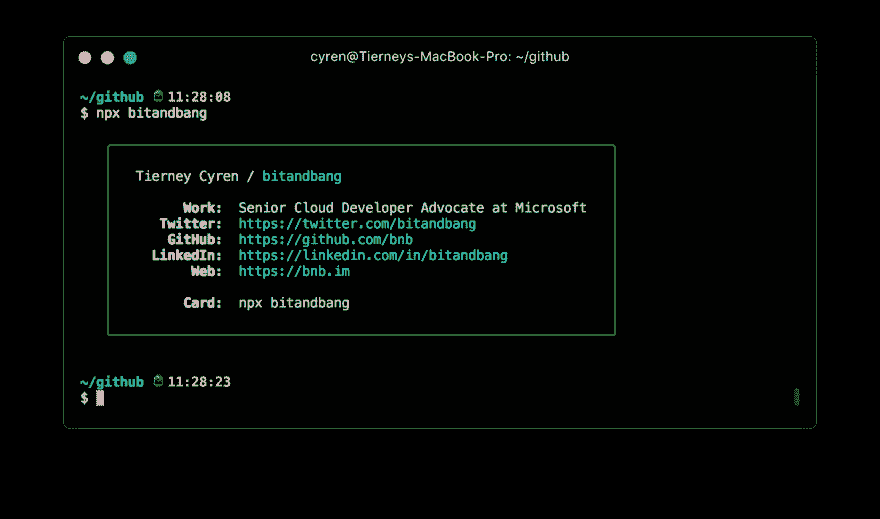 cyren@Tierneys-MacBook-Pro: ~/github
~/github 11:28:08
$ npx bitandbang
Tierney Cyren / bitandbang
Work: Senior Cloud Developer Advocate at Microsoft
Twitter: https://twitter.com/bitandbang
GitHub: https://github.com/bnb
LinkedIn: https://linkedin.com/in/bitandbang
Web: https://bnb.im
Card: npx bitandbang
~/github 11:28:23
$